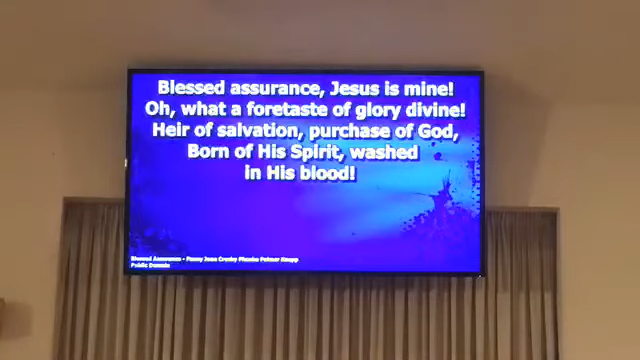 Blessed assurance, Jesus is mine!
Oh, what a foretaste of glory divine!
Heir of salvation, purchase of God,
Born of His Spirit, washed
in His blood!
Blessed Assurance - Fanny Jane Crosby Phoebe Palmer Knapp
Public Domain